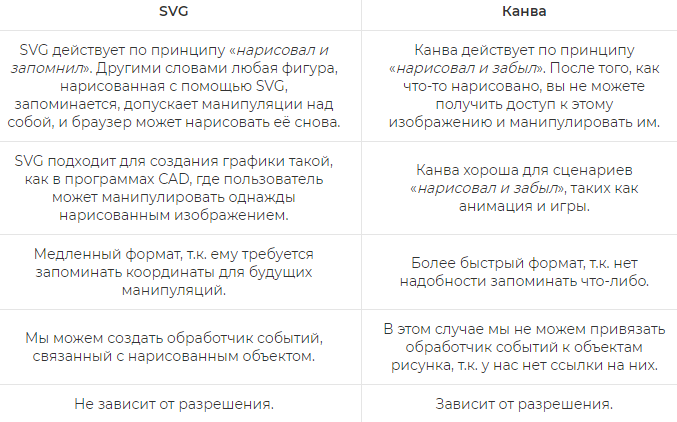 SVG
Канва
SVG действует по принципу «нарисовал и
запомнил». Другими словами любая фигура,
нарисованная с помощью SVG,
запоминается, допускает манипуляции над
собой, и браузер может нарисовать её снова.
Канва действует по принципу
«нарисовал и забыл». После того, как
что-то нарисовано, вы не можете
получить доступ к этому
изображению и манипулировать им.
SVG подходит для создания графики такой,
как в программах CAD, где пользователь
может манипулировать однажды
нарисованным изображением.
Канва хороша для сценариев
«нарисовал и забыл», таких как
анимация и игры.
Медленный формат, т.к. ему требуется
запоминать координаты для будущих
манипуляций.
Более быстрый формат, т.к. нет
надобности запоминать что-либо.
Мы можем создать обработчик событий,
связанный с нарисованным объектом.
В этом случае мы не можем привязать
обработчик событий к объектам
рисунка, т.к. у нас нет ссылки на них.
Не зависит от разрешения.
Зависит от разрешения.